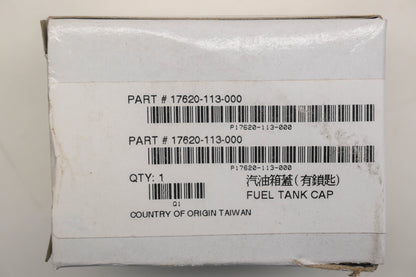 PART # 17620-113-000
P17620-113-000
PART # 17620-113-000
P17620-113-000
QTY: 1
Q1
汽油箱蓋(有鎖匙)
FUEL TANK CAP
COUNTRY OF ORIGIN TAIWAN